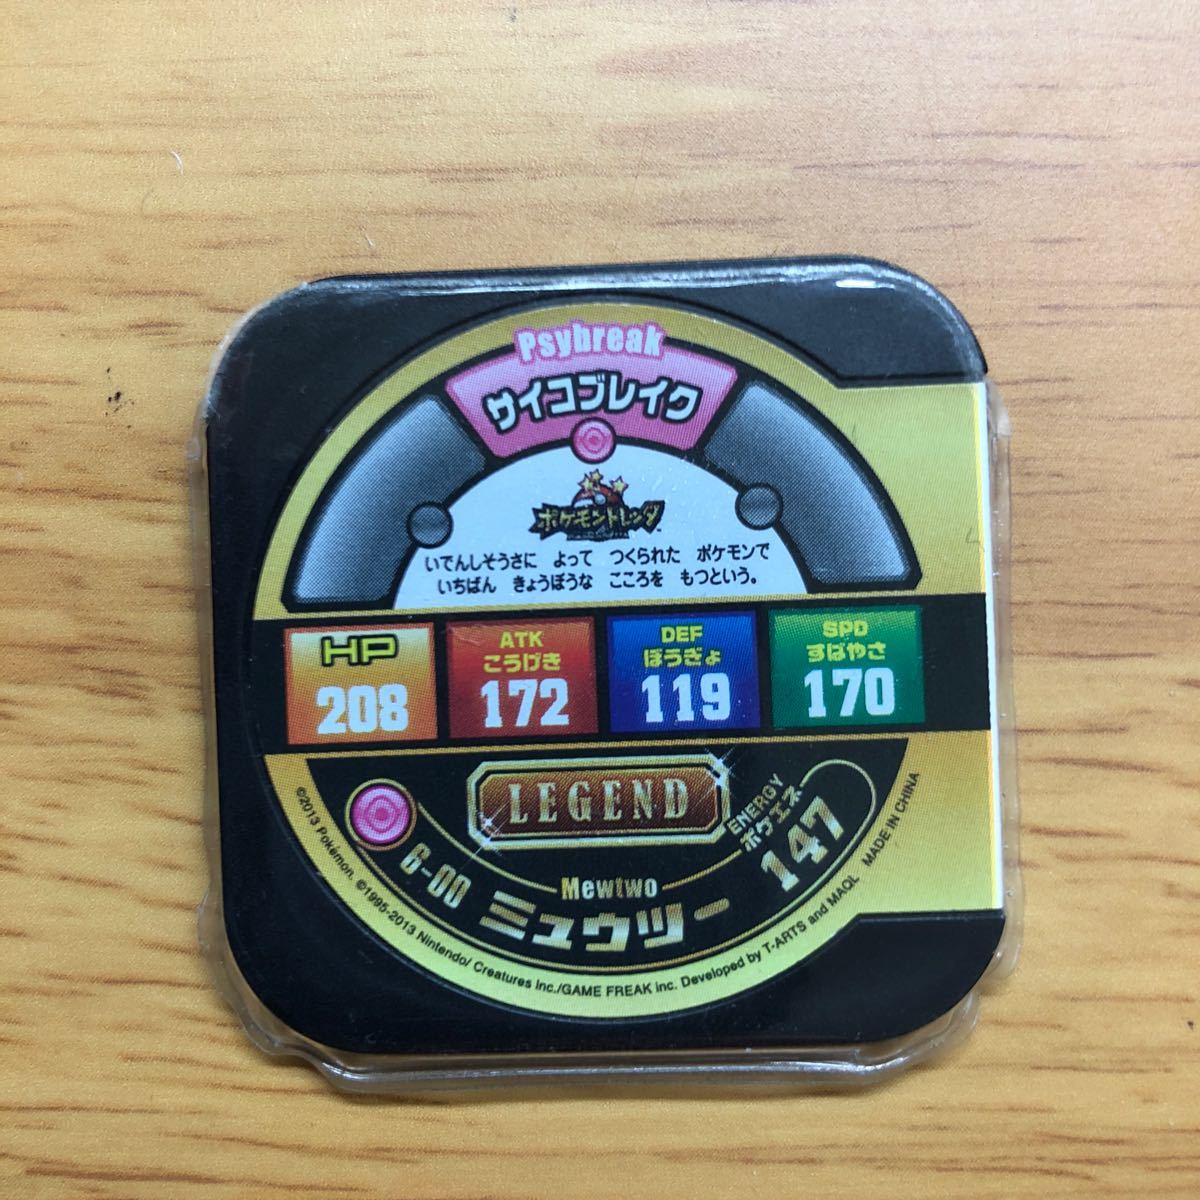 Psybreak
サイコブレイク
ポケモントレッタ
いでんしそうさに よって つくられた ポケモンで
いちばん きょうぼうな こころを もつという。
HP
208
ATK
こうげき
172
DEF
ぼうぎょ
119
SPD
すばやさ
170
LEGEND
ENERGY
ポケエネ
147
6-00
Mewtwo
ミュウツー
©2013 Pokémon. ©1995-2013 Nintendo/ Creatures Inc./GAME FREAK inc. Developed by T-ARTS and MAQL MADE IN CHINA